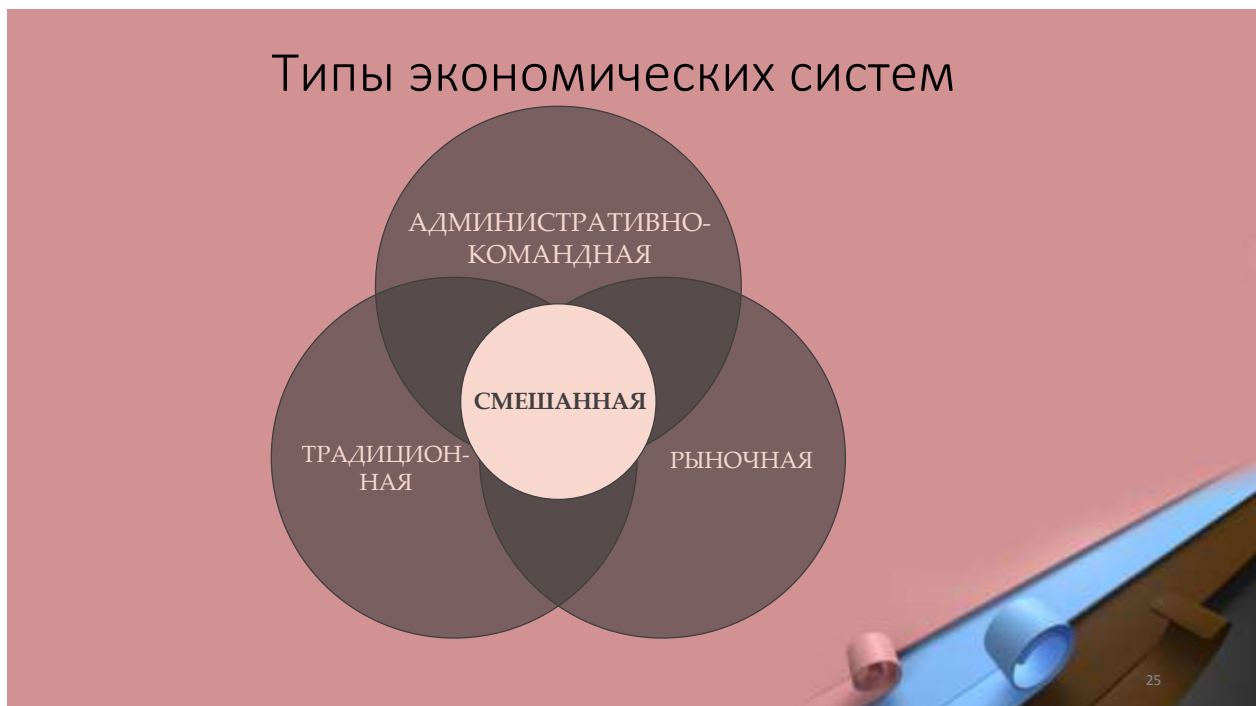 Типы экономических систем
АДМИНИСТРАТИВНО-
КОМАНДНАЯ
СМЕШАННАЯ
ТРАДИЦИОН-
НАЯ
РЫНОЧНАЯ
25